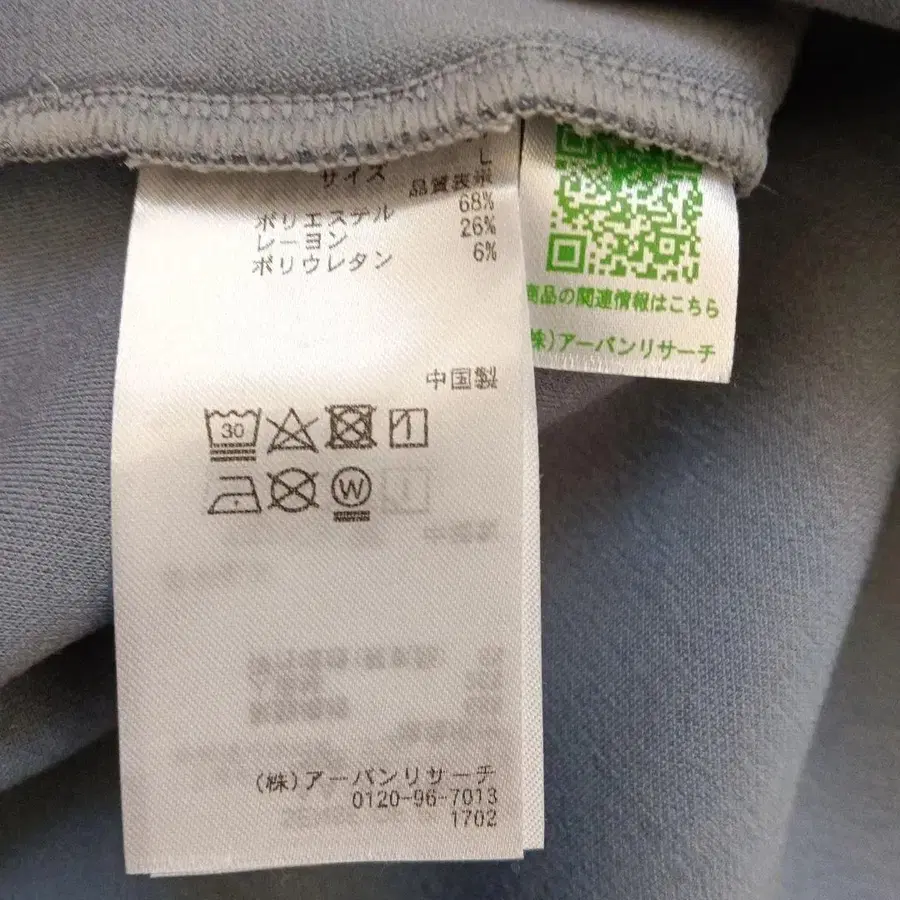 サイズ L
品質表示
ポリエステル 68%
レーヨン 26%
ポリウレタン 6%
中国製
30
W
(株)アーバンリサーチ
0120-96-7013
1702
商品の関連情報はこちら
株)アーバンリサーチ